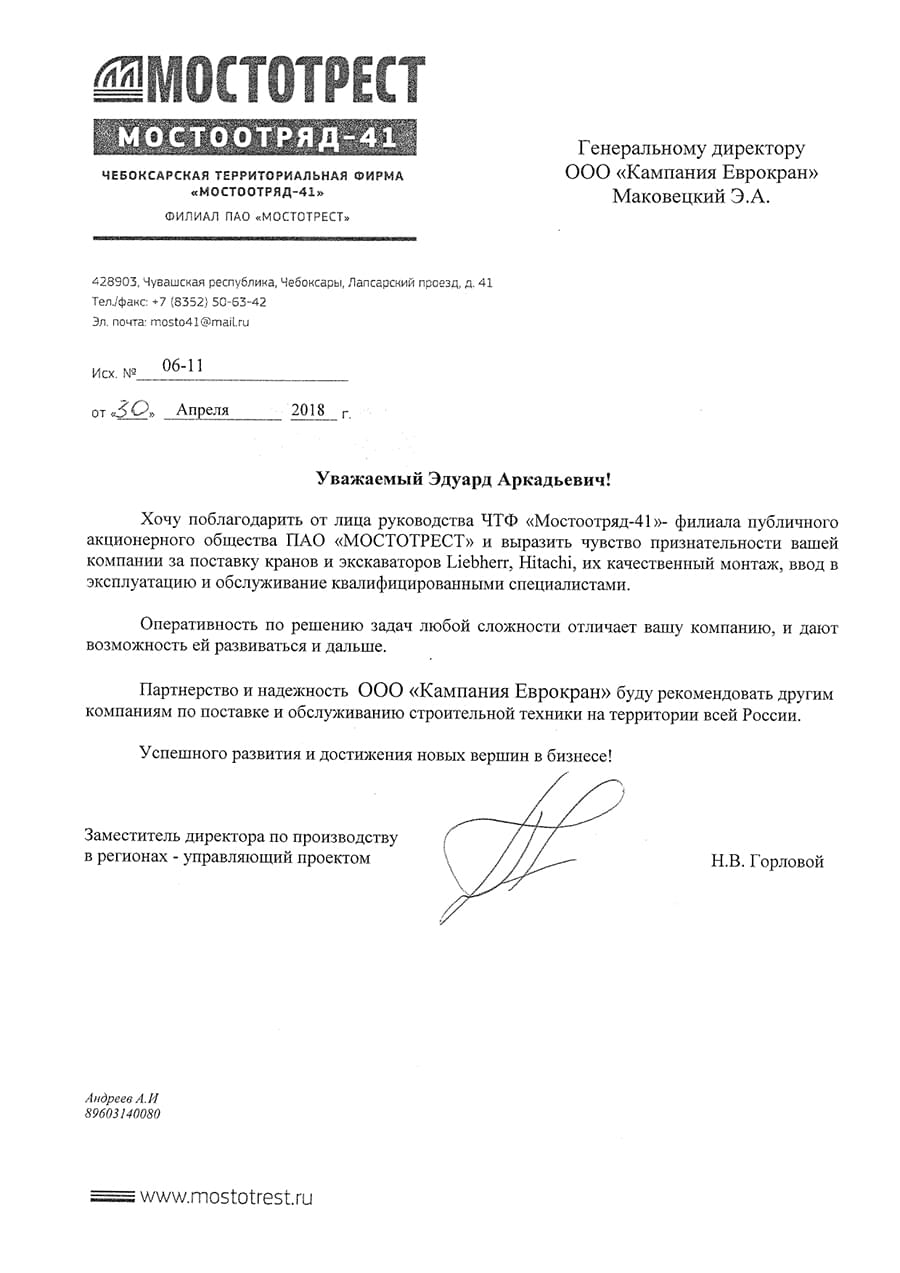 МОСТОТРЕСТ
МОСТООТРЯД-41
ЧЕБОКСАРСКАЯ ТЕРРИТОРИАЛЬНАЯ ФИРМА
«МОСТООТРЯД-41»
ФИЛИАЛ ПАО «МОСТОТРЕСТ»
Генеральному директору
ООО «Кампания Еврокран»
Маковецкий Э.А.
428903, Чувашская республика, Чебоксары, Лапсарский проезд, д. 41
Тел./факс: +7 (8352) 50-63-42
Эл. почта: mosto41@mail.ru
Исх. № 06-11
от «30» Апреля 2018 г.
Уважаемый Эдуард Аркадьевич!
Хочу поблагодарить от лица руководства ЧТФ «Мостоотряд-41»- филиала публичного
акционерного общества ПАО «МОСТОТРЕСТ» и выразить чувство признательности вашей
компании за поставку кранов и экскаваторов Liebherr, Hitachi, их качественный монтаж, ввод в
эксплуатацию и обслуживание квалифицированными специалистами.
Оперативность по решению задач любой сложности отличает вашу компанию, и дают
возможность ей развиваться и дальше.
Партнерство и надежность ООО «Кампания Еврокран» буду рекомендовать другим
компаниям по поставке и обслуживанию строительной техники на территории всей России.
Успешного развития и достижения новых вершин в бизнесе!
Заместитель директора по производству
в регионах - управляющий проектом
Н.В. Горловой
Андреев А.И
89603140080
www.mostotrest.ru